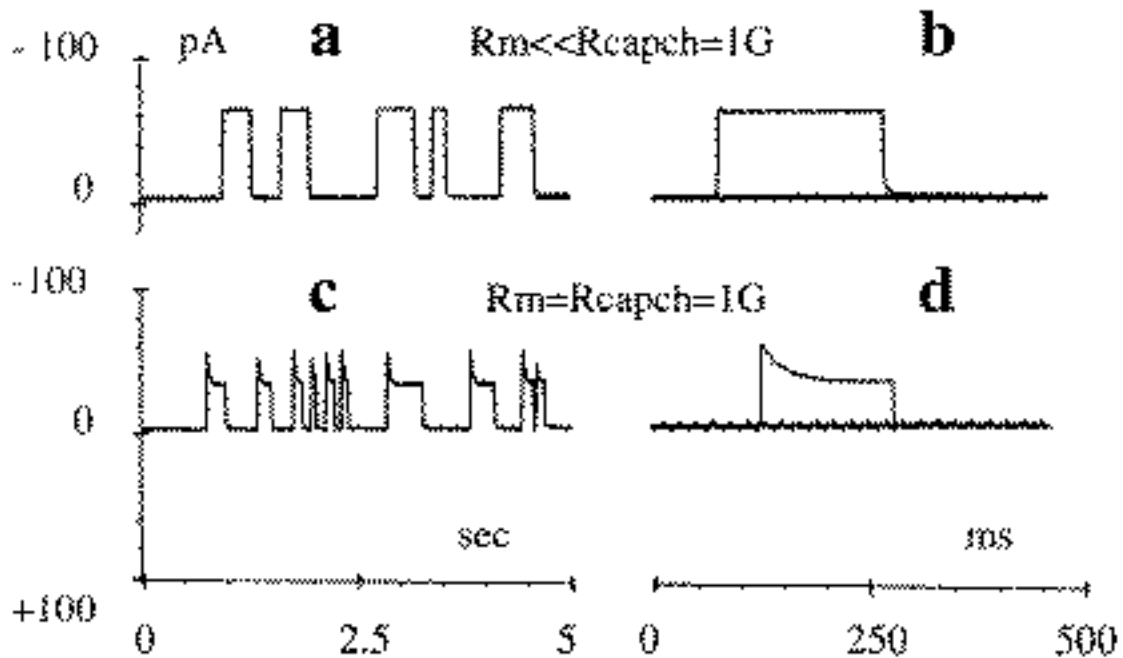 - 100 pA a Rm<<Rcapch=1G b
0
-100 c Rm=Rcapch=1G d
0
sec ms
+100
0 2.5 5 0 250 500